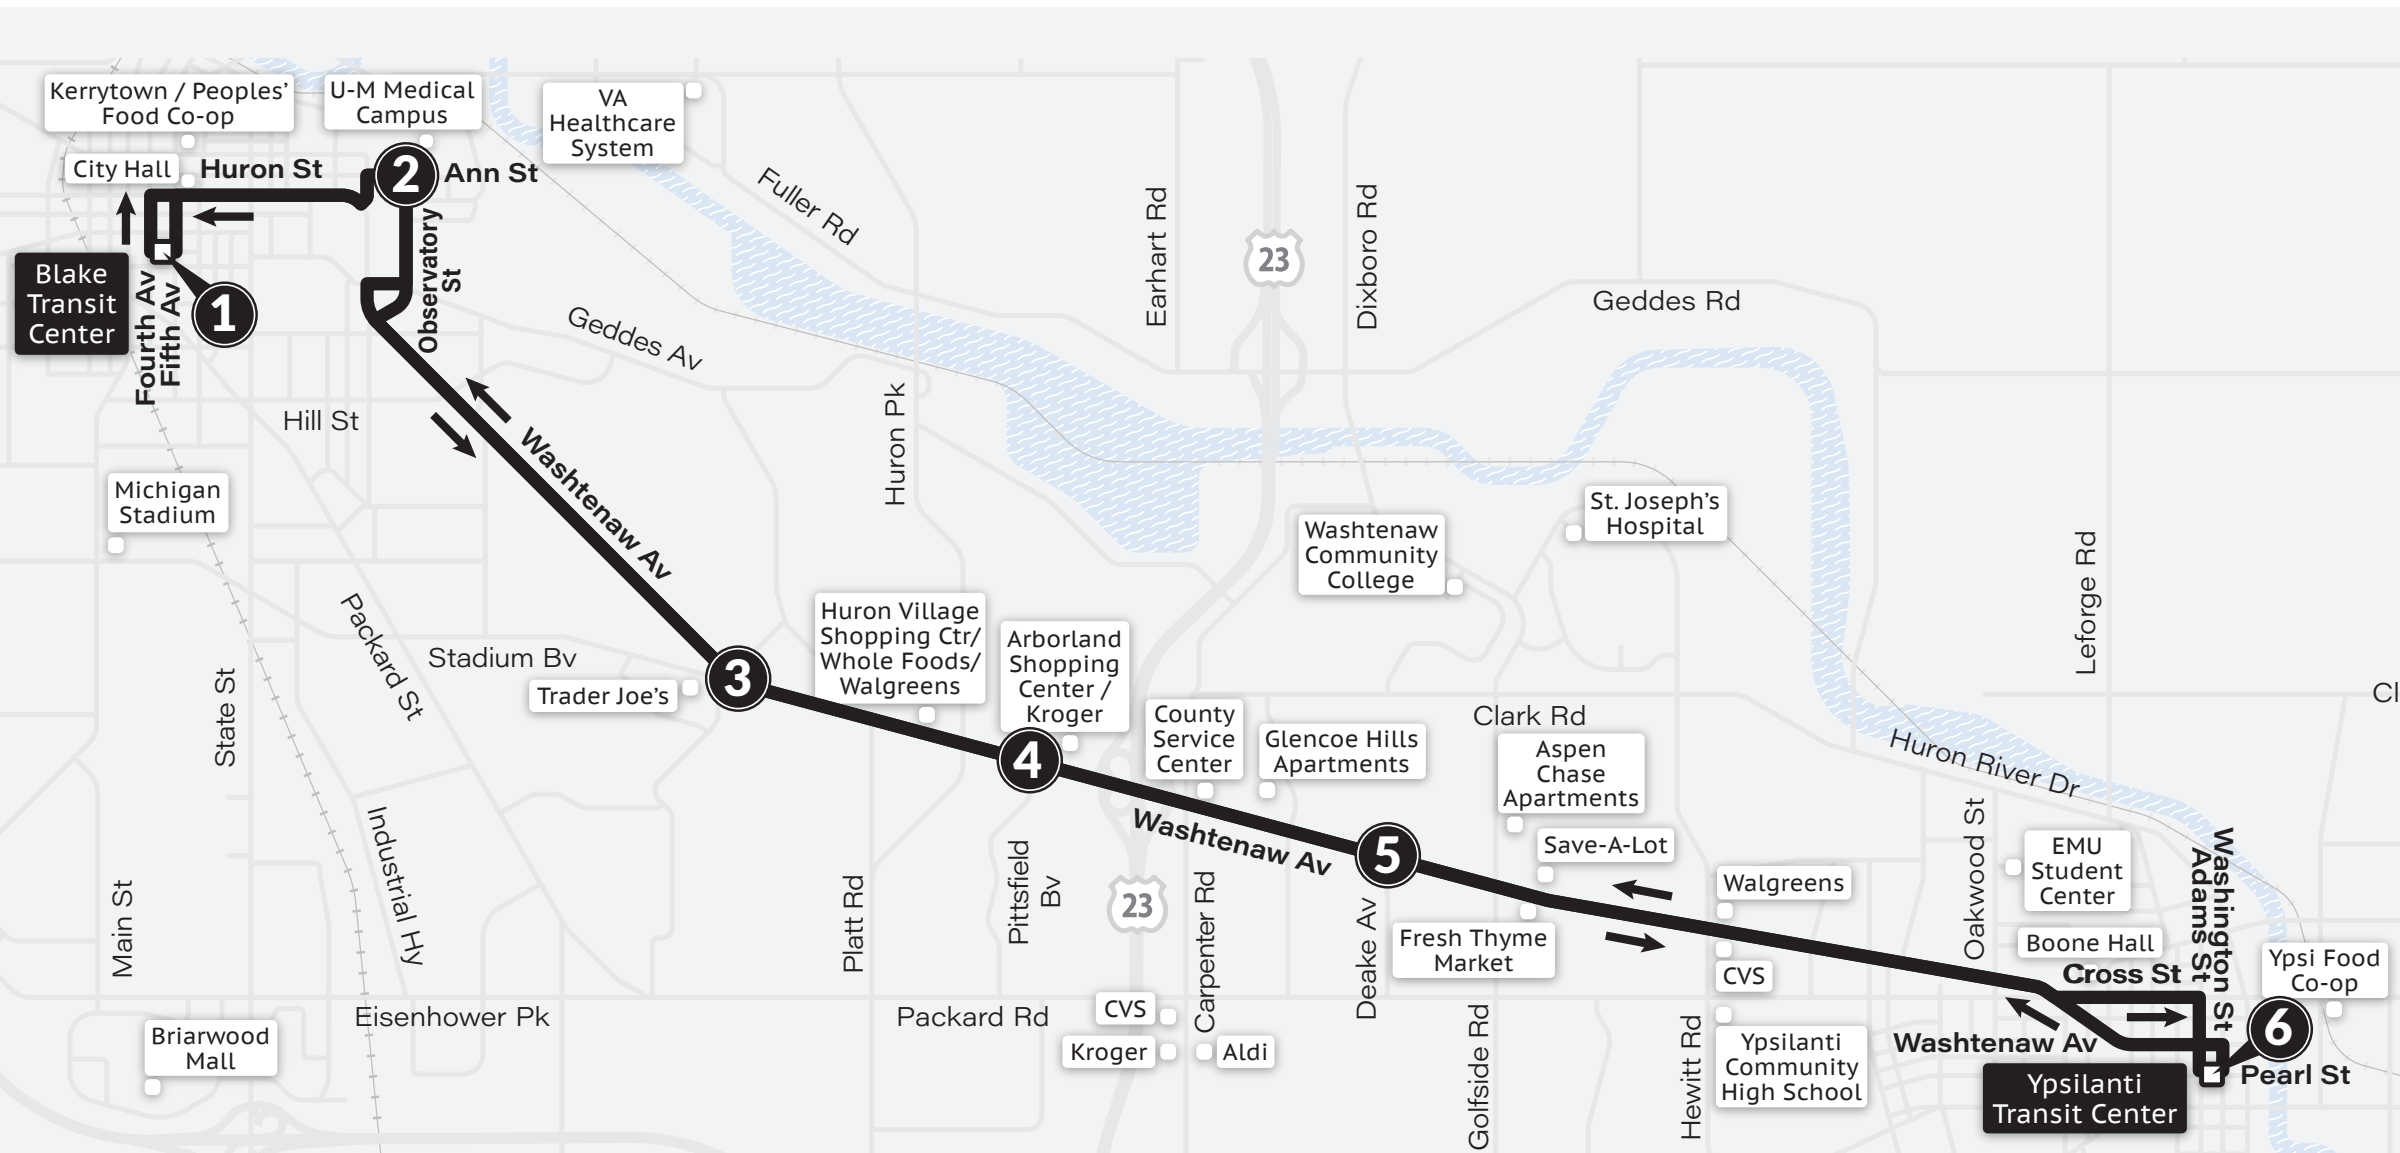 Kerrytown / Peoples’
Food Co-op
U-M Medical
Campus
VA
Healthcare
System
City Hall
Huron St
2
Ann St
Fuller Rd
Earhart Rd
23
Dixboro Rd
Geddes Rd
Blake
Transit
Center
Fourth Av
Fifth Av
1
Observatory
St
Geddes Av
Hill St
Huron Pk
Washtenaw Av
Michigan
Stadium
Washtenaw
Community
College
St. Joseph’s
Hospital
Leforge Rd
Packard St
Stadium Bv
State St
Trader Joe’s
3
Huron Village
Shopping Ctr/
Whole Foods/
Walgreens
Arborland
Shopping
Center /
Kroger
4
County
Service
Center
Glencoe Hills
Apartments
Clark Rd
Cl
Aspen
Chase
Apartments
Save-A-Lot
Huron River Dr
Washtenaw Av
5
Industrial Hy
Main St
Platt Rd
Pittsfield
Bv
23
Carpenter Rd
Deake Av
Fresh Thyme
Market
Walgreens
CVS
Oakwood St
EMU
Student
Center
Boone Hall
Cross St
Adams St
Washington St
Ypsi Food
Co-op
6
Washtenaw Av
Pearl St
Ypsilanti
Transit Center
Briarwood
Mall
Eisenhower Pk
Packard Rd
CVS
Kroger
Aldi
Golfside Rd
Hewitt Rd
Ypsilanti
Community
High School